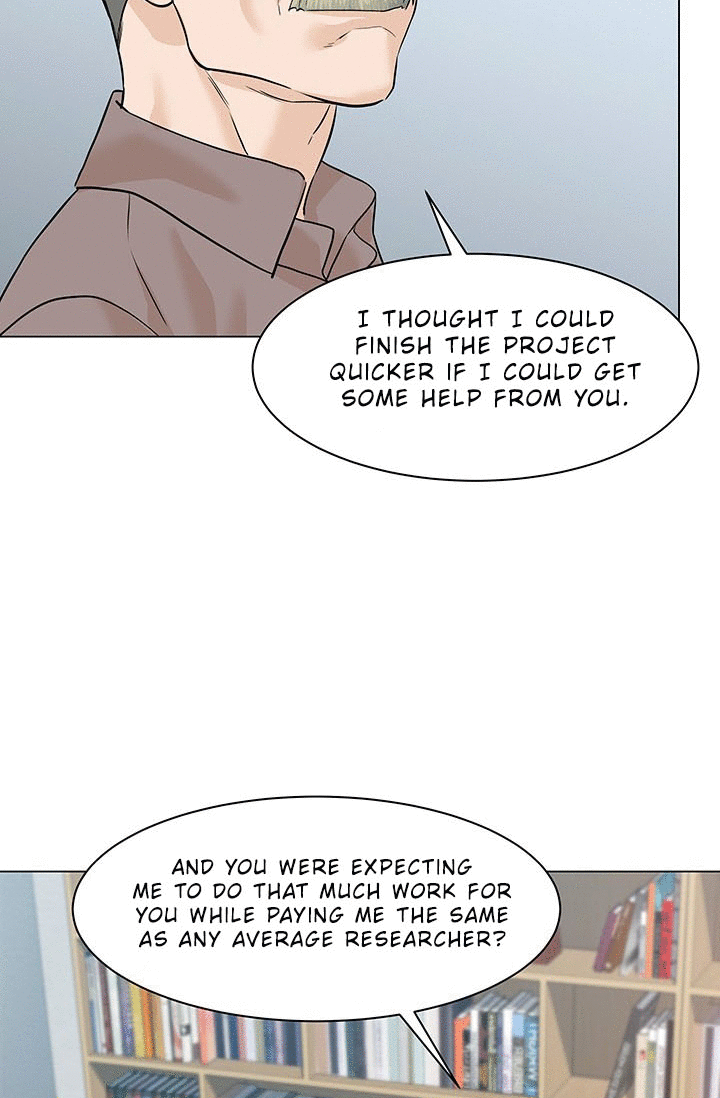 I THOUGHT I COULD
FINISH THE PROJECT
QUICKER IF I COULD GET
SOME HELP FROM YOU.
AND YOU WERE EXPECTING
ME TO DO THAT MUCH WORK FOR
YOU WHILE PAYING ME THE SAME
AS ANY AVERAGE RESEARCHER?